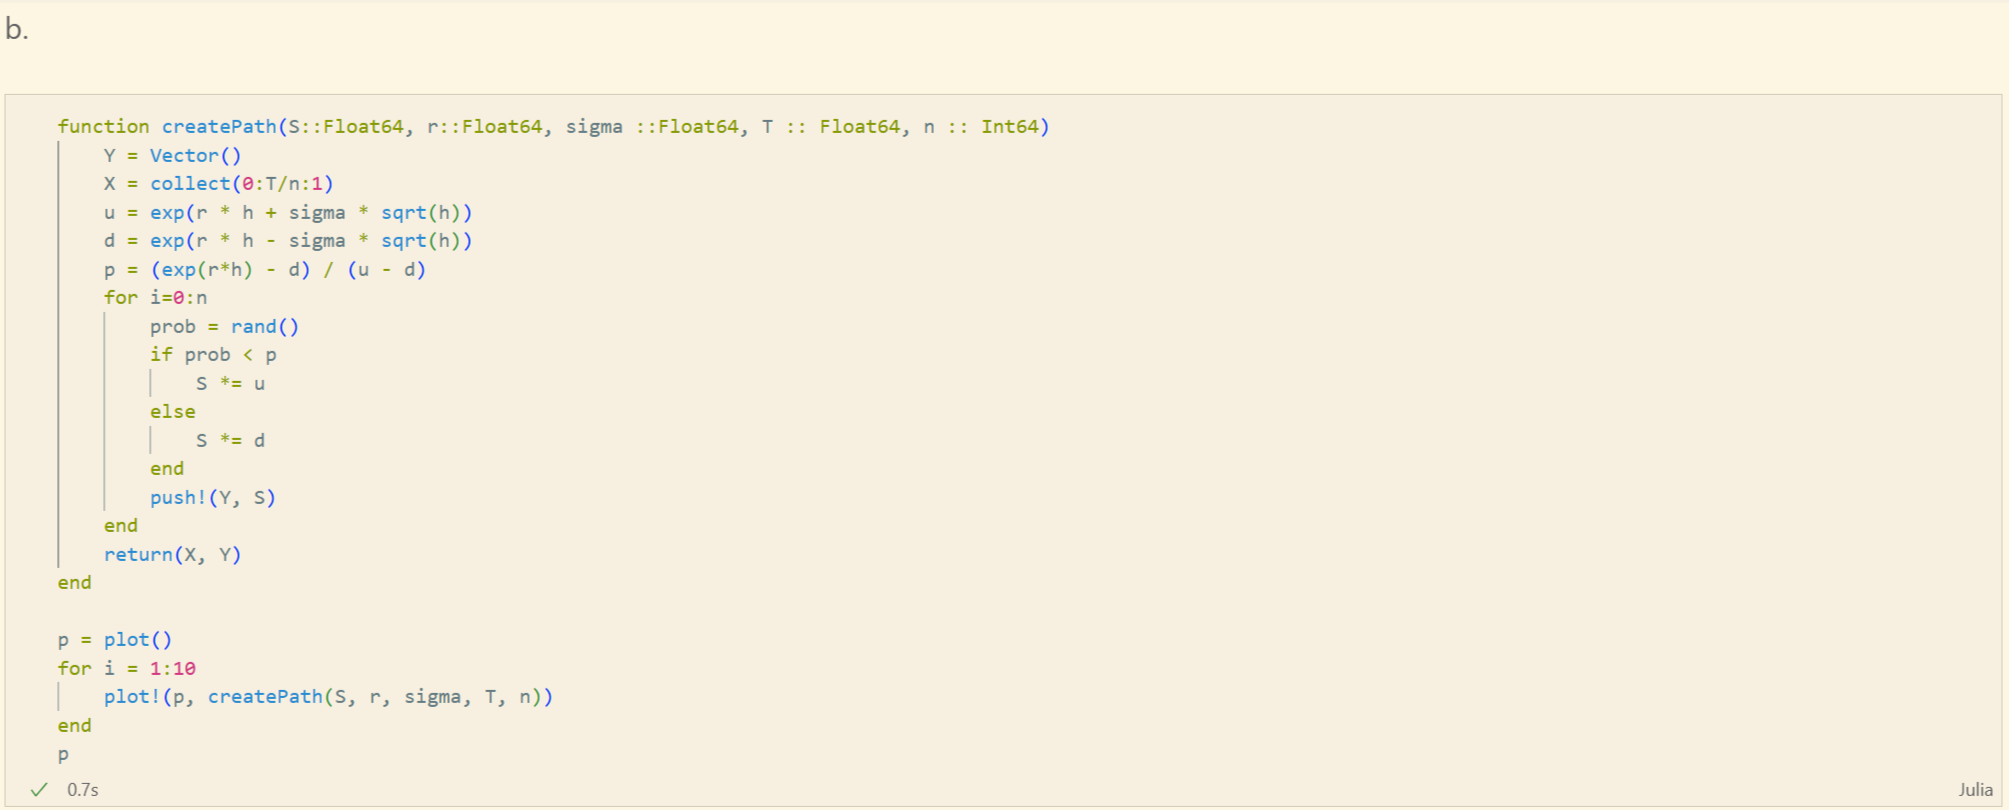 b.
function createPath(S::Float64, r::Float64, sigma ::Float64, T :: Float64, n :: Int64)
    Y = Vector()
    X = collect(0:T/n:1)
    u = exp(r * h + sigma * sqrt(h))
    d = exp(r * h - sigma * sqrt(h))
    p = (exp(r*h) - d) / (u - d)
    for i=0:n
        prob = rand()
        if prob < p
            S *= u
        else
            S *= d
        end
        push!(Y, S)
    end
    return(X, Y)
end

p = plot()
for i = 1:10
    plot!(p, createPath(S, r, sigma, T, n))
end
p
✓ 0.7s
Julia